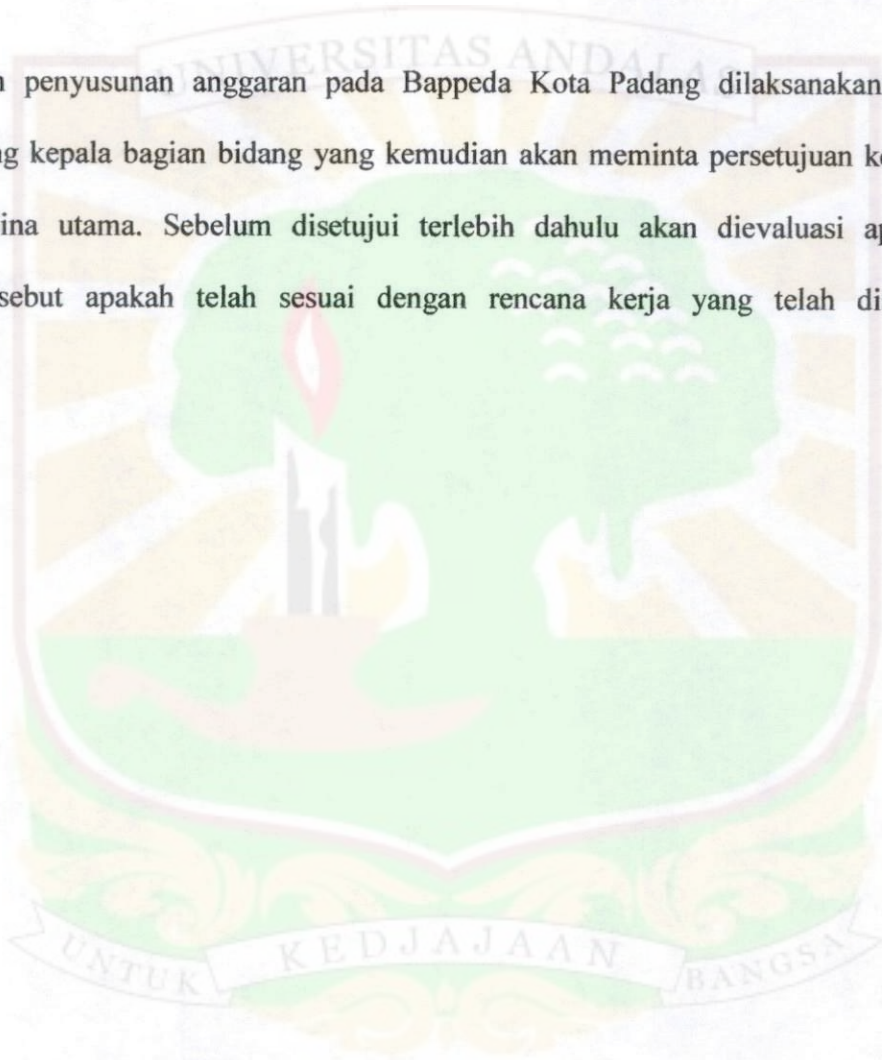 UNIVERSITAS ANDALAS
penyusunan anggaran pada Bappeda Kota Padang dilaksanakan
kepala bagian bidang yang kemudian akan meminta persetujuan
utama. Sebelum disetujui terlebih dahulu akan dievaluasi
apakah telah sesuai dengan rencana kerja yang telah
UNTUK KEDJAJAAN BANGSA